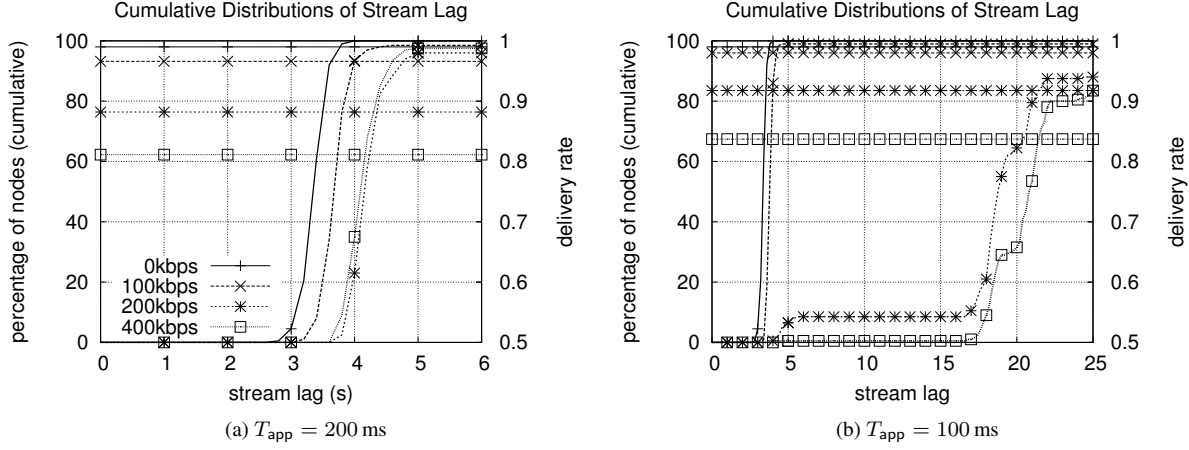 Cumulative Distributions of Stream Lag
percentage of nodes (cumulative)
100
80
60
40
20
0
1
0.9
0.8
0.7
0.6
0.5
delivery rate
0kbps
100kbps
200kbps
400kbps
0 1 2 3 4 5 6
stream lag (s)
(a) T_app = 200 ms
Cumulative Distributions of Stream Lag
percentage of nodes (cumulative)
100
80
60
40
20
0
1
0.9
0.8
0.7
0.6
0.5
delivery rate
0 5 10 15 20 25
stream lag
(b) T_app = 100 ms